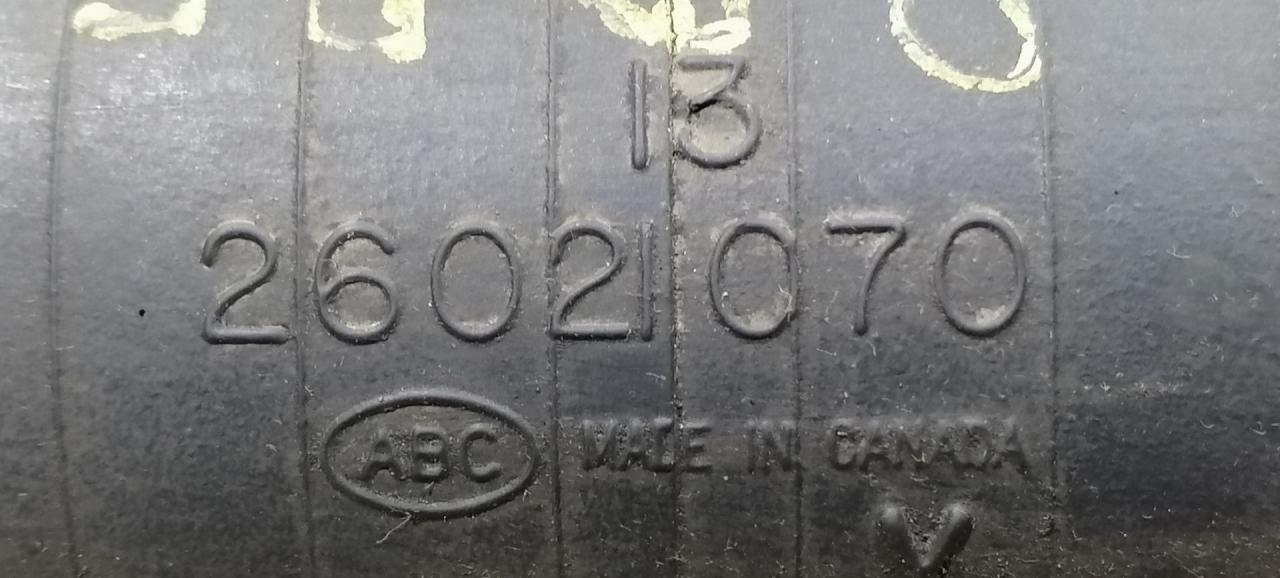 13
26021070
ABC MADE IN CANADA
V